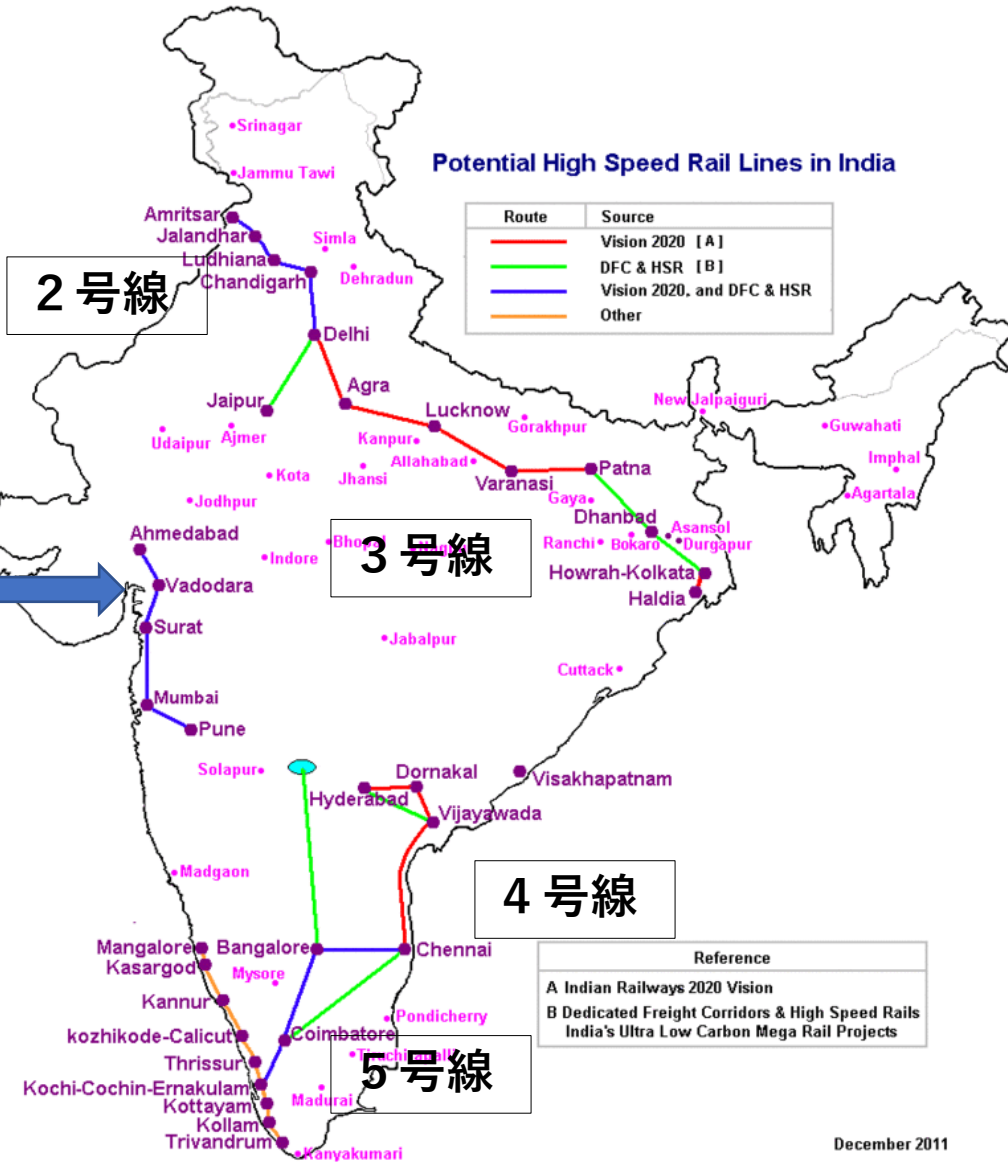 Srinagar
Potential High Speed Rail Lines in India
Jammu Tawi
Route Source
Vision 2020 [ A ]
DFC & HSR [ B ]
Vision 2020, and DFC & HSR
Other
Amritsar
Jalandhar
Simla
Ludhiana
Dehradun
Chandigarh
2 号線
Delhi
Agra
Jaipur
Lucknow
New Jalpaiguri
Gorakhpur
Guwahati
Udaipur
Ajmer
Kanpur
Allahabad
Imphal
Kota
Jhansi
Varanasi
Patna
Jodhpur
Gaya
Agartala
Dhanbad
Ahmedabad
Asansol
Bhopal
Ranchi
Bokaro
Durgapur
3 号線
Indore
Howrah-Kolkata
Vadodara
Haldia
Surat
Jabalpur
Cuttack
Mumbai
Pune
Solapur
Dornakal
Visakhapatnam
Hyderabad
Vijayawada
Madgaon
4 号線
Mangalore
Bangalore
Chennai
Kasargod
Mysore
Reference
A Indian Railways 2020 Vision
B Dedicated Freight Corridors & High Speed Rails
India's Ultra Low Carbon Mega Rail Projects
Kannur
Pondicherry
kozhikode-Calicut
Coimbatore
Thrissur
5 号線
Kochi-Cochin-Ernakulam
Madurai
Kottayam
Kollam
Trivandrum
Kanyakumari
December 2011